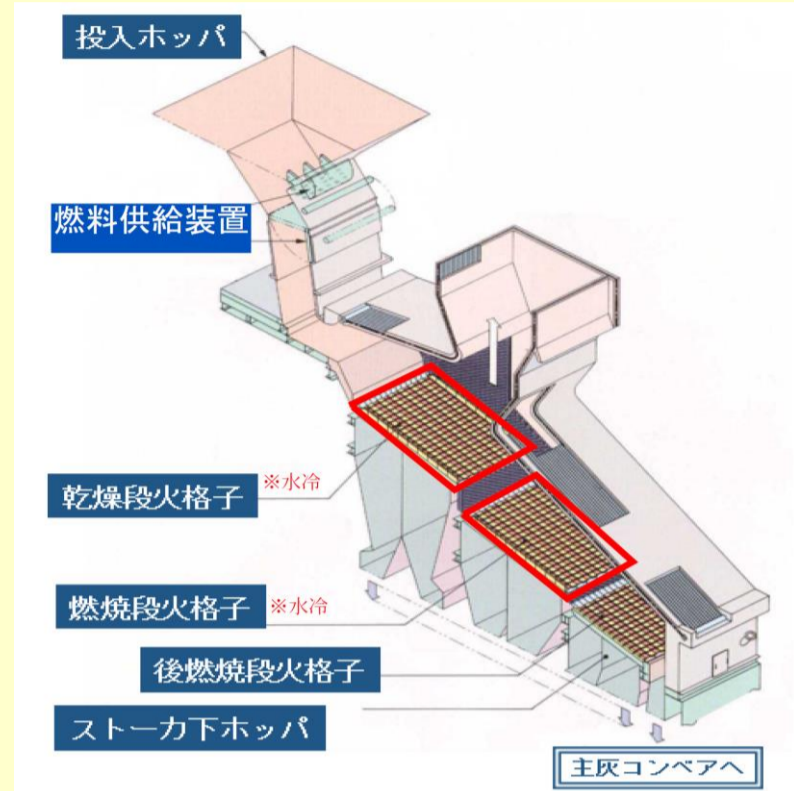 投入ホッパ
燃料供給装置
乾燥段火格子 ※水冷
燃焼段火格子 ※水冷
後燃焼段火格子
ストーカ下ホッパ
主灰コンベアへ